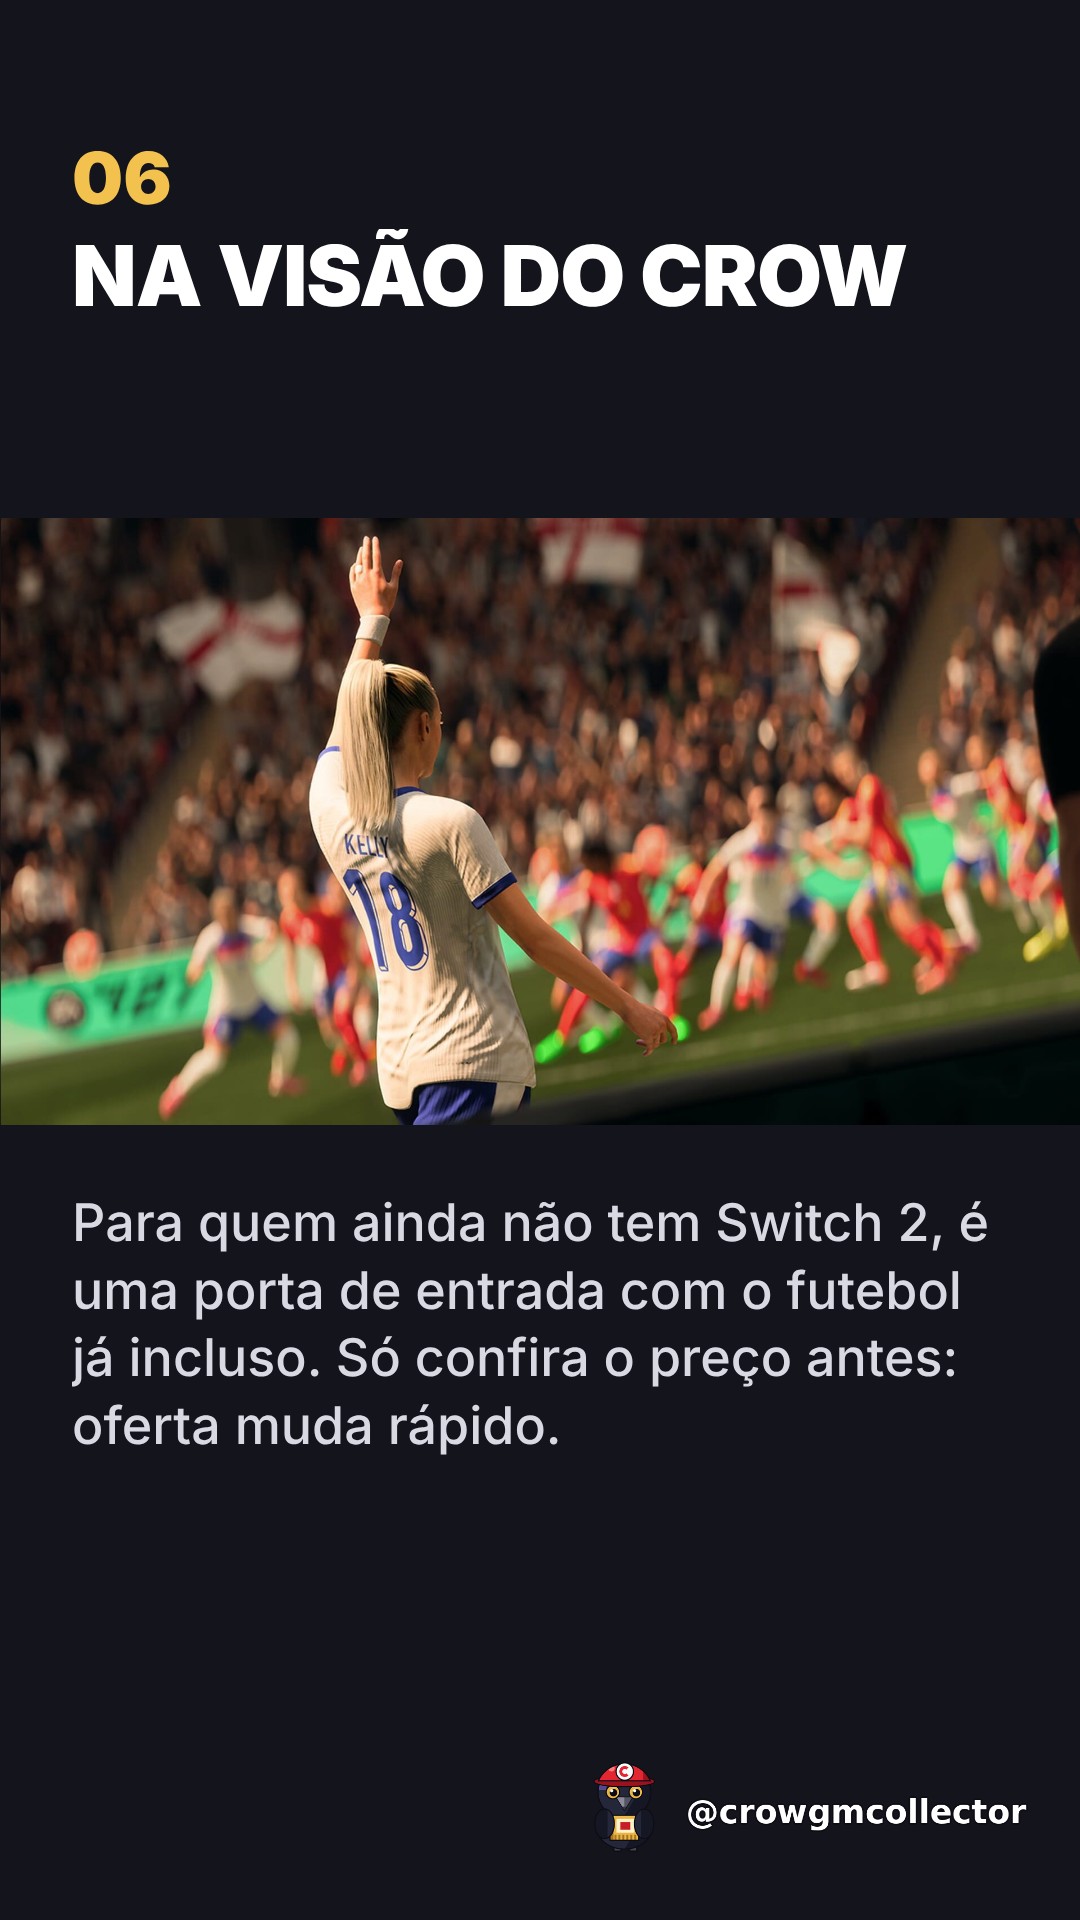 06
NA VISÃO DO CROW
KELLY
18
Para quem ainda não tem Switch 2, é
uma porta de entrada com o futebol
já incluso. Só confira o preço antes:
oferta muda rápido.
C
@crowgmcollector